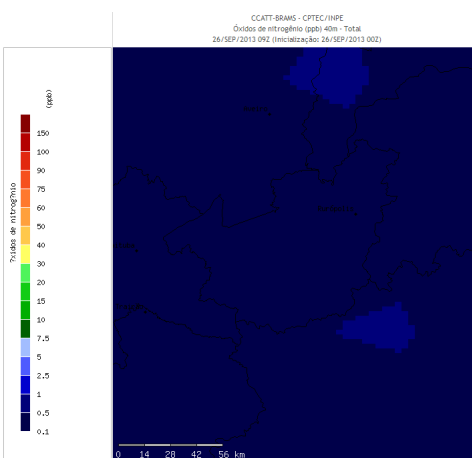 CCATT-BRAMS - CPTEC/INPE
Óxidos de nitrogênio (ppb) 40m - Total
26/SEP/2013 09Z (Inicialização: 26/SEP/2013 00Z)
(ppb)
?xidos de nitrog?nio
150
100
90
75
60
50
40
30
20
15
10
7.5
5
2.5
1
0.5
0.1
0 14 28 42 56 km